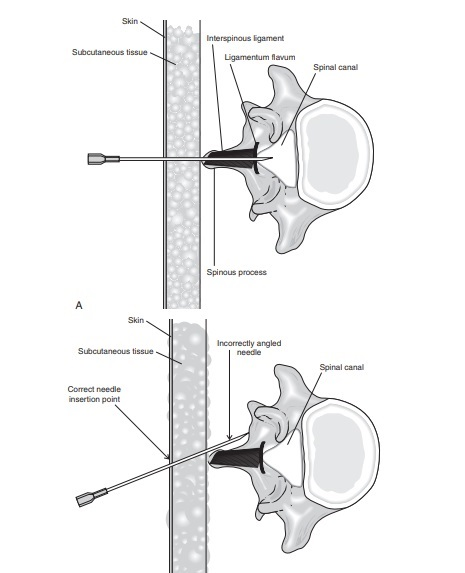 Skin
Subcutaneous tissue
Interspinous ligament
Ligamentum flavum
Spinal canal
Spinous process
A
Skin
Subcutaneous tissue
Incorrectly angled
needle
Spinal canal
Correct needle
insertion point